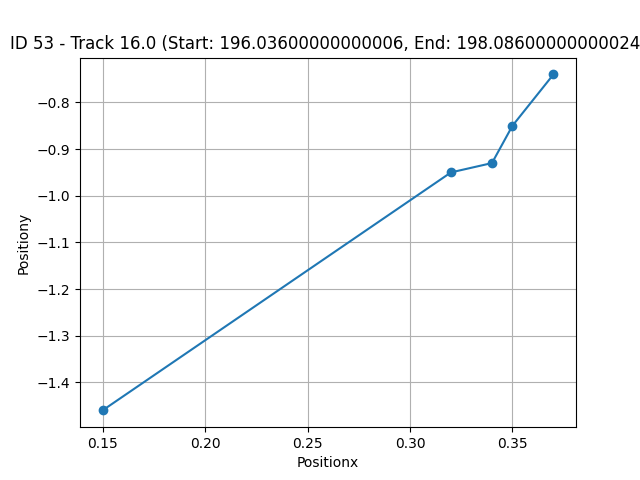 ID 53 - Track 16.0 (Start: 196.03600000000006, End: 198.08600000000024
−0.8
−0.9
−1.0
−1.1
−1.2
−1.3
−1.4
Positiony
0.15 0.20 0.25 0.30 0.35
Positionx